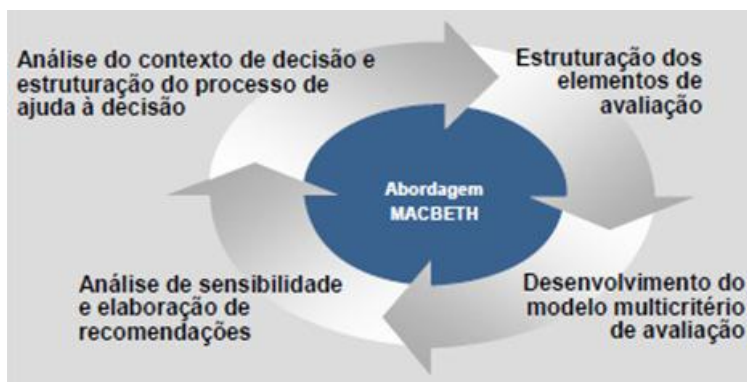 Análise do contexto de decisão e
estruturação do processo de
ajuda à decisão
Estruturação dos
elementos de
avaliação
Abordagem
MACBETH
Análise de sensibilidade
e elaboração de
recomendações
Desenvolvimento do
modelo multicritério
de avaliação